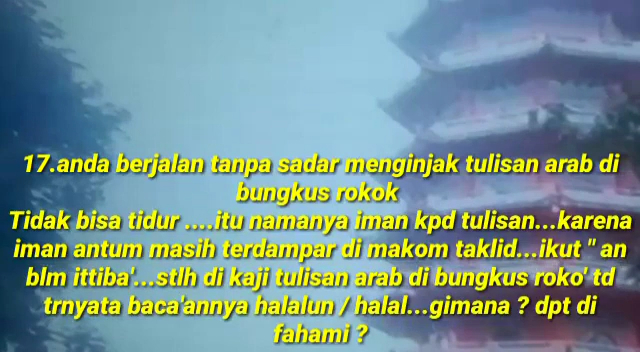 17.anda berjalan tanpa sadar menginjak tulisan arab di
bungkus rokok
Tidak bisa tidur ....itu namanya iman kpd tulisan...karena
iman antum masih terdampar di makom taklid...ikut " an
blm ittiba'...stlh di kaji tulisan arab di bungkus roko' td
trnyata baca'annya halalun / halal...gimana ? dpt di
fahami ?